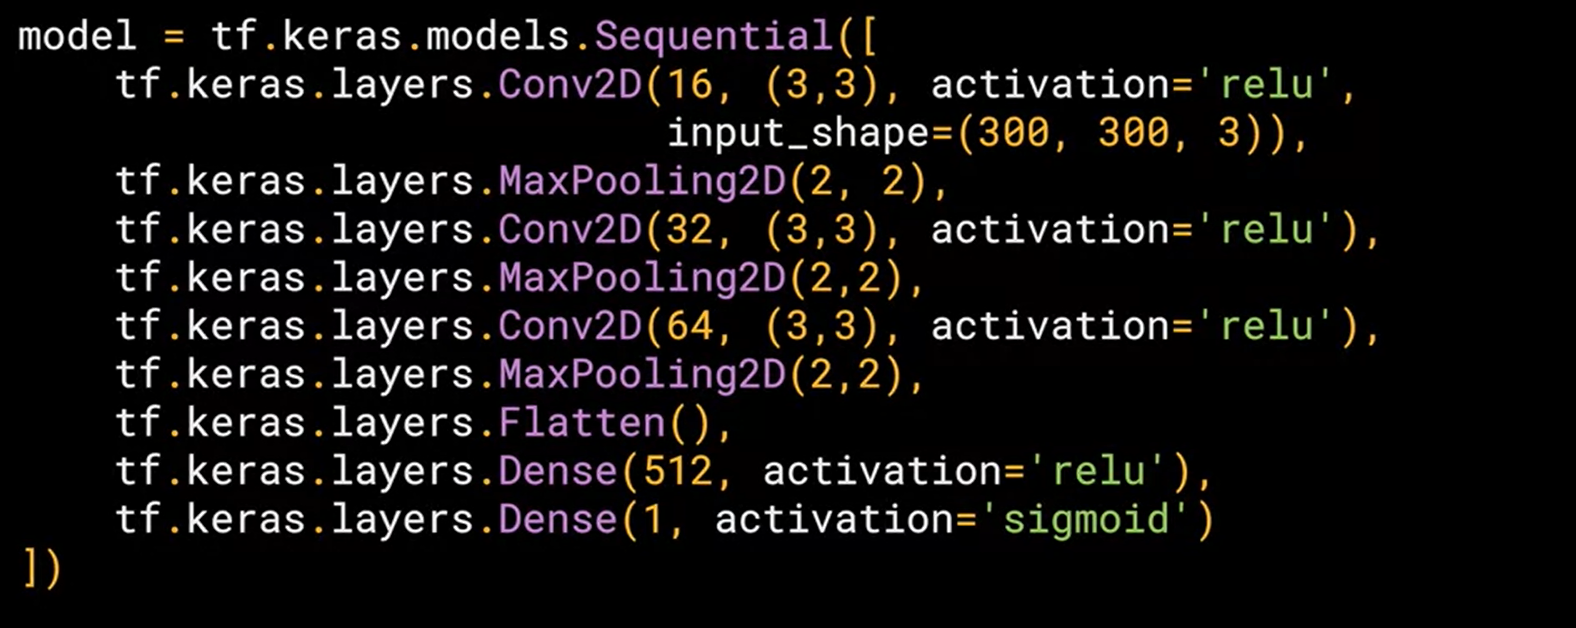 model = tf.keras.models.Sequential([
    tf.keras.layers.Conv2D(16, (3,3), activation='relu',
                           input_shape=(300, 300, 3)),
    tf.keras.layers.MaxPooling2D(2, 2),
    tf.keras.layers.Conv2D(32, (3,3), activation='relu'),
    tf.keras.layers.MaxPooling2D(2,2),
    tf.keras.layers.Conv2D(64, (3,3), activation='relu'),
    tf.keras.layers.MaxPooling2D(2,2),
    tf.keras.layers.Flatten(),
    tf.keras.layers.Dense(512, activation='relu'),
    tf.keras.layers.Dense(1, activation='sigmoid')
])